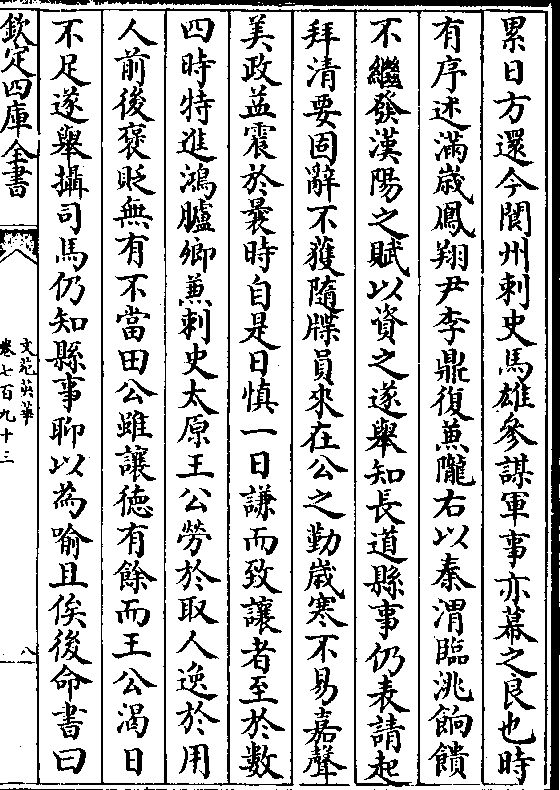 累日方還今閬州刺史馬雄參謀軍事亦幕之良也時
有序述滿歳鳳翔尹李鼎復兼隴右以秦渭臨洮餉饋
不繼發漢陽之賦以資之遂舉知長道縣事仍表請起
拜清要固辭不獲隨牒員來在公之勤歳寒不易嘉聲
美政益震於曩時自是日慎一日謙而致讓者至於數
四時特進鴻臚卿兼刺史太原王公勞於取人逸於用
人前後褒貶無有不當田公雖讓德有餘而王公渴日
不足遂舉攝司馬仍知縣事聊以為喻且俟後命書曰
欽定四庫全書
文苑英華
卷七百九十三
八